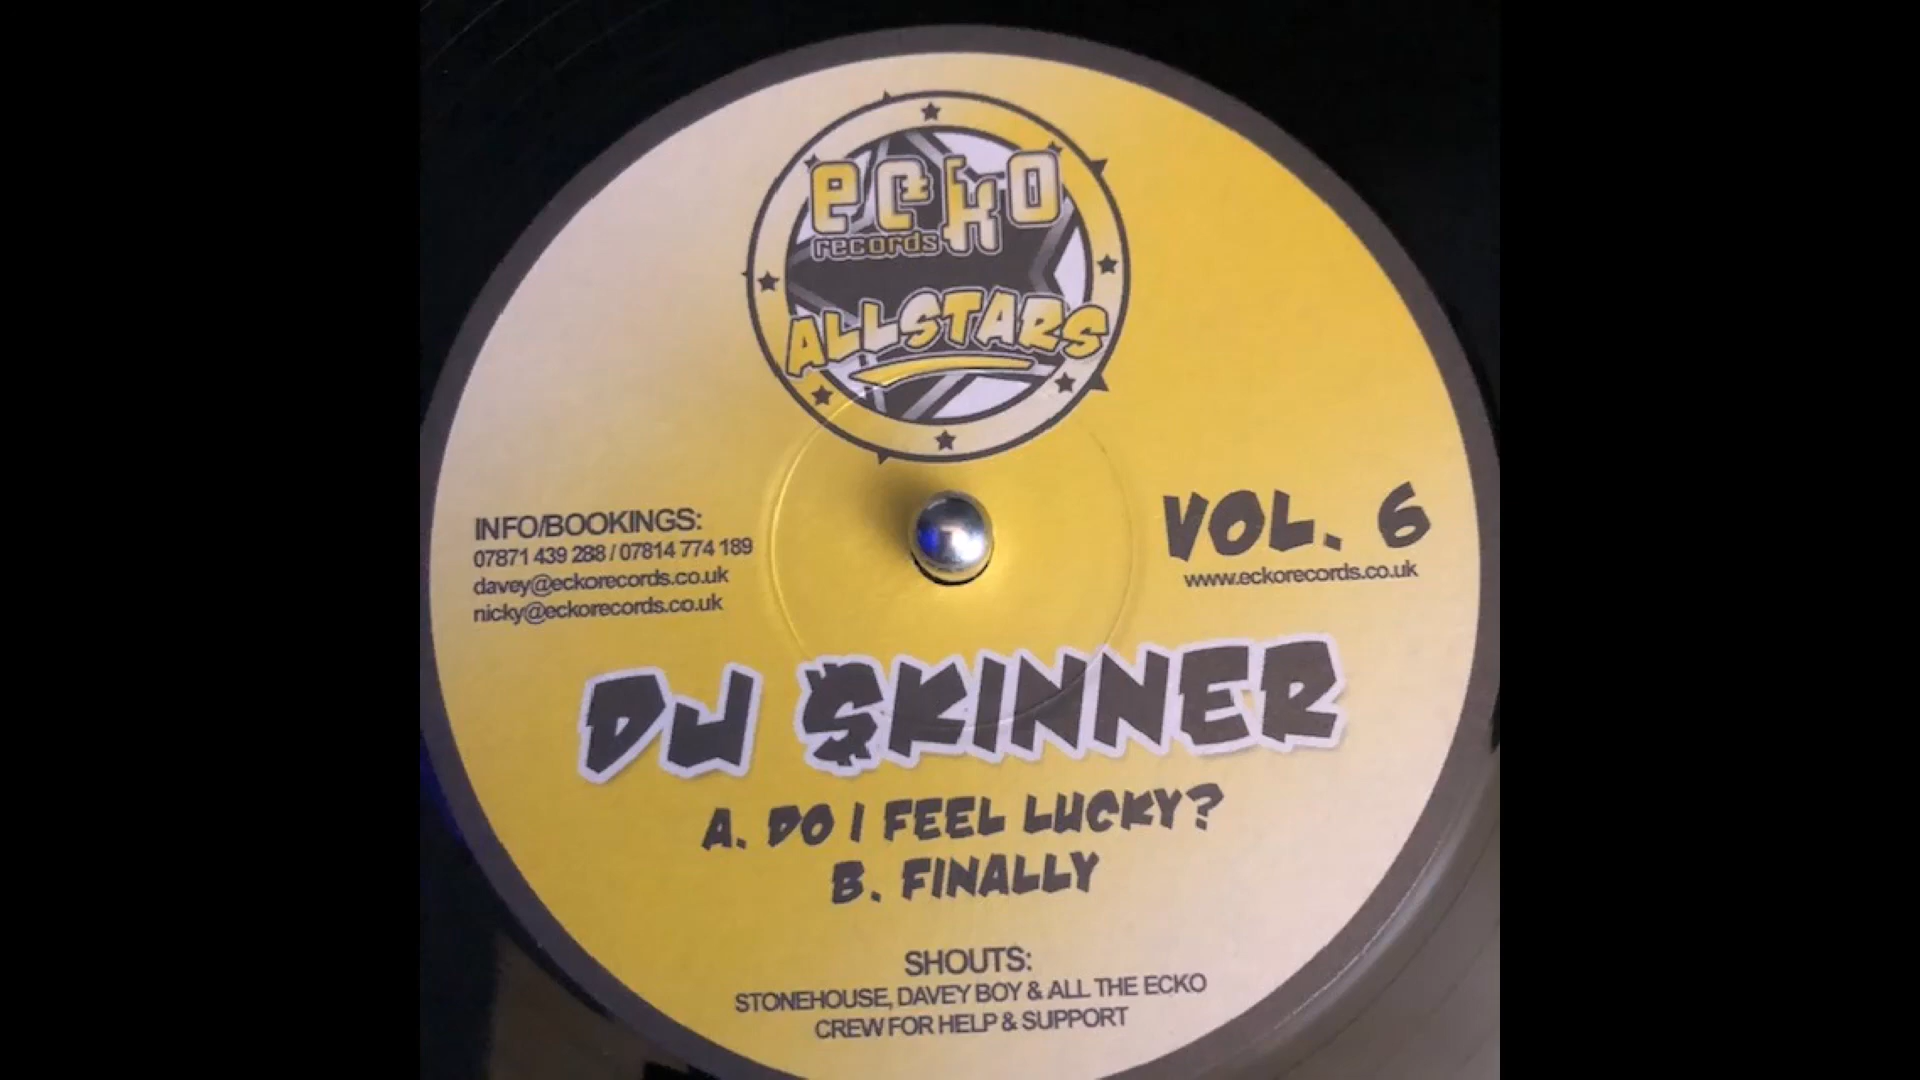 ecko
records
ALLSTARS
INFO/BOOKINGS:
07871 439 288 / 07814 774 189
davey@eckorecords.co.uk
nicky@eckorecords.co.uk
VOL. 6
www.eckorecords.co.uk
DJ $KINNER
A. DO I FEEL LUCKY?
B. FINALLY
SHOUTS:
STONEHOUSE, DAVEY BOY & ALL THE ECKO
CREW FOR HELP & SUPPORT